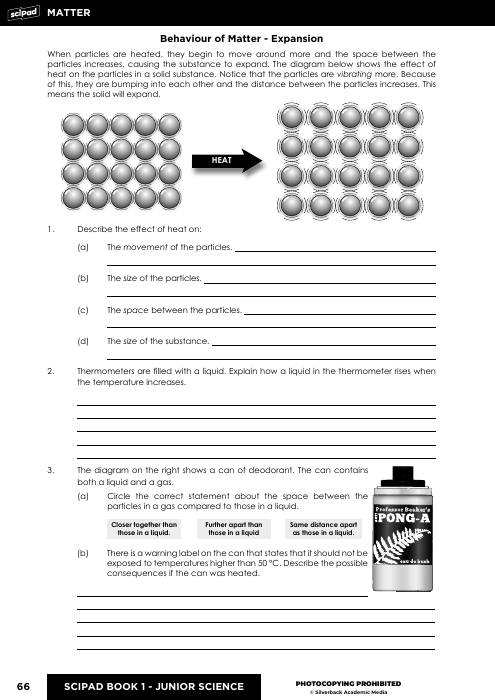 scipad
MATTER
Behaviour of Matter - Expansion
When particles are heated, they begin to move around more and the space between the
particles increases, causing the substance to expand. The diagram below shows the effect of
heat on the particles in a solid substance. Notice that the particles are vibrating more. Because
of this, they are bumping into each other and the distance between the particles increases. This
means the solid will expand.
HEAT
1. Describe the effect of heat on:
(a) The movement of the particles.
(b) The size of the particles.
(c) The space between the particles.
(d) The size of the substance.
2. Thermometers are filled with a liquid. Explain how a liquid in the thermometer rises when
the temperature increases.
3. The diagram on the right shows a can of deodorant. The can contains
both a liquid and a gas.
(a) Circle the correct statement about the space between the
particles in a gas compared to those in a liquid.
Closer together than
those in a liquid.
Further apart than
those in a liquid
Same distance apart
as those in a liquid.
(b) There is a warning label on the can that states that it should not be
exposed to temperatures higher than 50 °C. Describe the possible
consequences if the can was heated.
PONG-A
eau de bush
66
SCIPAD BOOK 1 - JUNIOR SCIENCE
PHOTOCOPYING PROHIBITED
© Silverback Academic Media